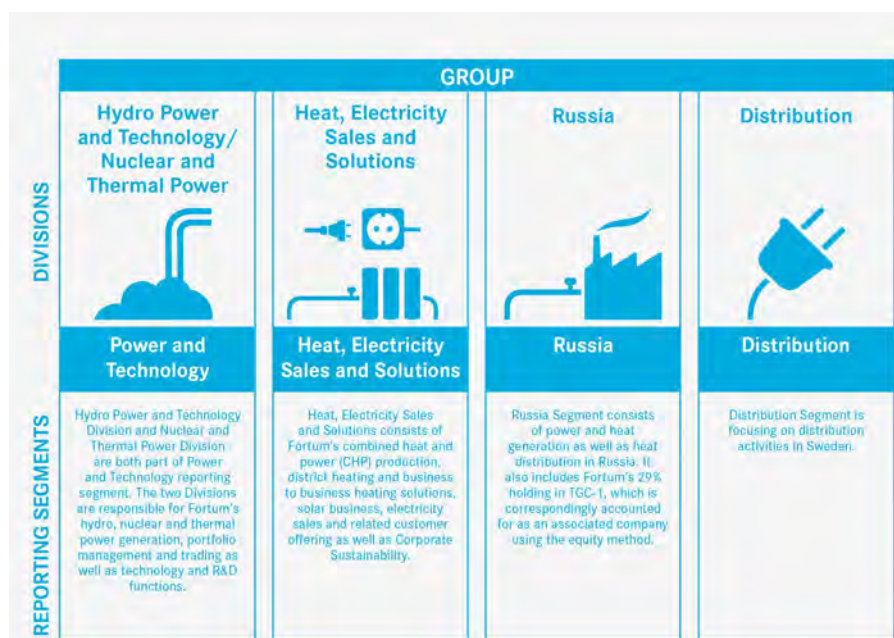 GROUP
DIVISIONS
Hydro Power
and Technology/
Nuclear and
Thermal Power
Heat, Electricity
Sales and
Solutions
Russia
Distribution
REPORTING SEGMENTS
Power and
Technology
Hydro Power and Technology
Division and Nuclear and
Thermal Power Division
are both part of Power
and Technology reporting
segment. The two Divisions
are responsible for Fortum's
hydro, nuclear and thermal
power generation, portfolio
management and trading as
well as technology and R&D
functions.
Heat, Electricity
Sales and Solutions
Heat, Electricity Sales
and Solutions consists of
Fortum's combined heat and
power (CHP) production,
district heating and business
to business heating solutions,
solar business, electricity
sales and related customer
offering as well as Corporate
Sustainability.
Russia
Russia Segment consists
of power and heat
generation as well as heat
distribution in Russia. It
also includes Fortum's 29%
holding in TGC-1, which is
correspondingly accounted
for as an associated company
using the equity method.
Distribution
Distribution Segment is
focusing on distribution
activities in Sweden.